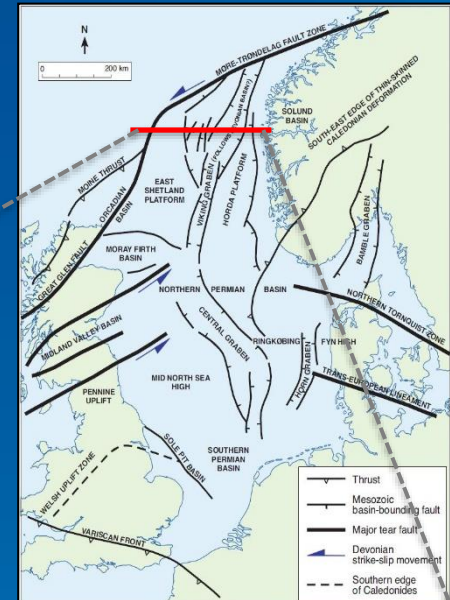 N
0 200 km
MORE-TRONDELAG FAULT ZONE
SOLUND
BASIN
SOUTH-EAST EDGE OF THIN-SKINNED
CALEDONIAN DEFORMATION
MOINE THRUST
ORCADIAN
BASIN
EAST
SHETLAND
PLATFORM
VIKING GRABEN (FOLLOWS DEVONIAN BASIN?)
HORDA PLATFORM
BAMBLE GRABEN
GREAT GLEN FAULT
MORAY FIRTH
BASIN
NORTHERN PERMIAN BASIN
NORTHERN TORNQUIST ZONE
MIDLAND VALLEY BASIN
CENTRAL GRABEN
RINGKOBING FYN HIGH
HORN GRABEN
TRANS-EUROPEAN LINEAMENT
MID NORTH SEA
HIGH
PENNINE
UPLIFT
SOLE PIT BASIN
SOUTHERN
PERMIAN
BASIN
WELSH UPLIFT ZONE
VARISCAN FRONT
Thrust
Mesozoic
basin-bounding fault
Major tear fault
Devonian
strike-slip movement
Southern edge
of Caledonides